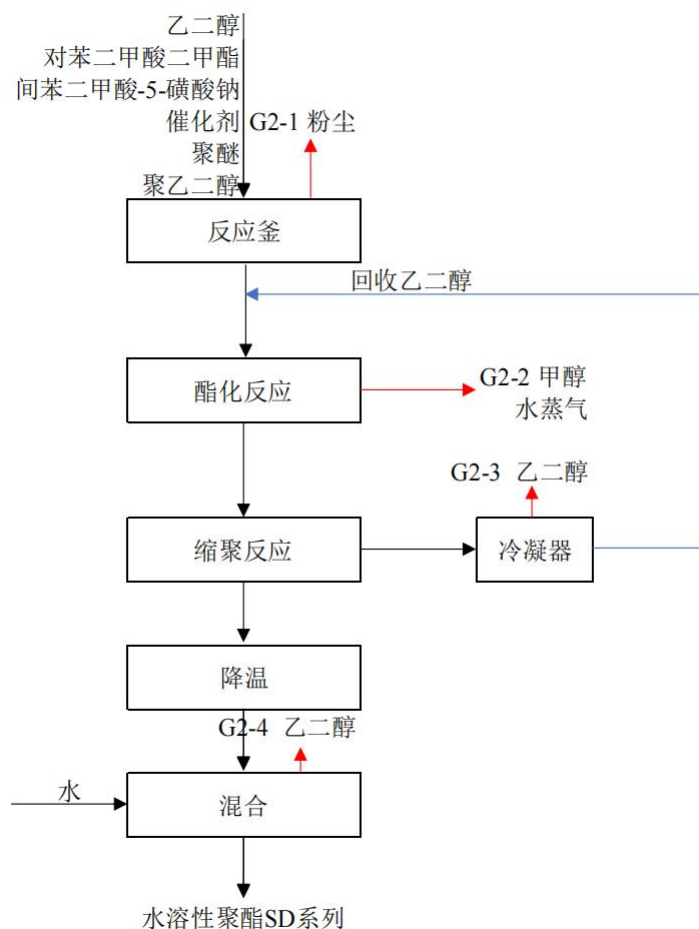 乙二醇
对苯二甲酸二甲酯
间苯二甲酸-5-磺酸钠
催化剂 G2-1 粉尘
聚醚
聚乙二醇
反应釜
回收乙二醇
酯化反应
G2-2 甲醇
水蒸气
G2-3 乙二醇
缩聚反应
冷凝器
降温
G2-4 乙二醇
水
混合
水溶性聚酯SD系列